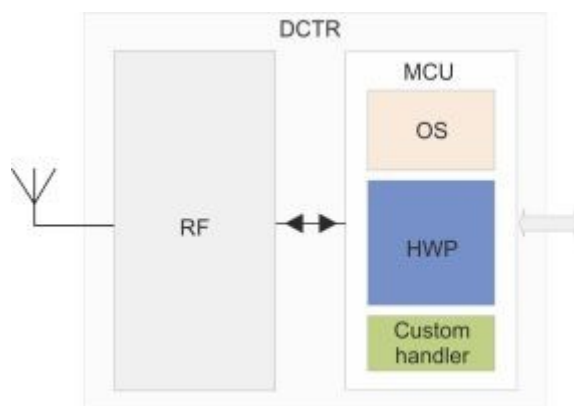 DCTR
MCU
OS
RF
HWP
Custom
handler